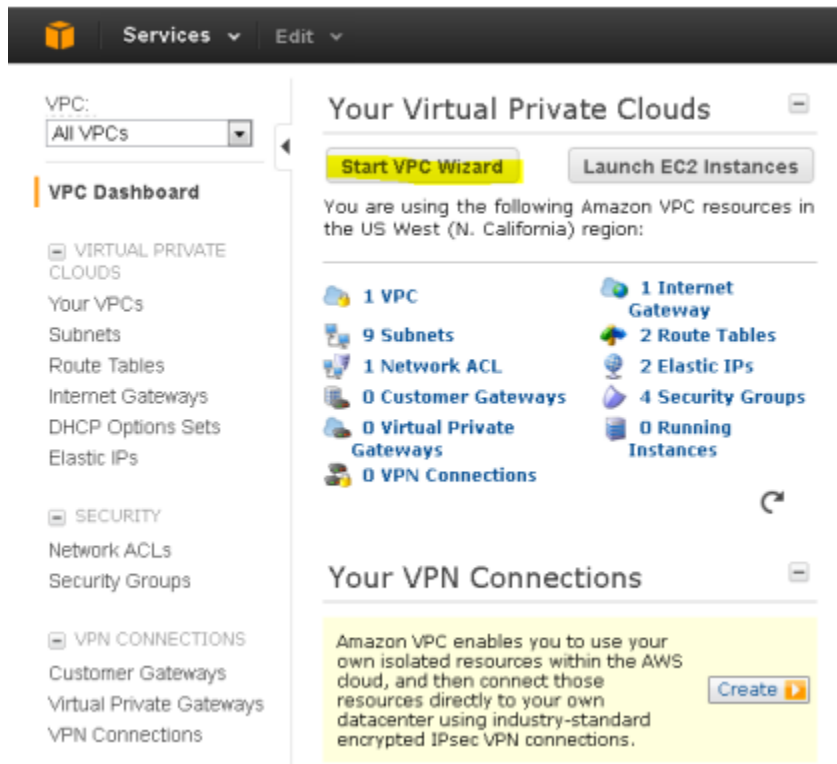 Services Edit
VPC:
All VPCs
VPC Dashboard
VIRTUAL PRIVATE
CLOUDS
Your VPCs
Subnets
Route Tables
Internet Gateways
DHCP Options Sets
Elastic IPs
SECURITY
Network ACLs
Security Groups
VPN CONNECTIONS
Customer Gateways
Virtual Private Gateways
VPN Connections
Your Virtual Private Clouds
Start VPC Wizard Launch EC2 Instances
You are using the following Amazon VPC resources in
the US West (N. California) region:
1 VPC
9 Subnets
1 Network ACL
0 Customer Gateways
0 Virtual Private
Gateways
0 VPN Connections
1 Internet
Gateway
2 Route Tables
2 Elastic IPs
4 Security Groups
0 Running
Instances
Your VPN Connections
Amazon VPC enables you to use your
own isolated resources within the AWS
cloud, and then connect those
resources directly to your own
datacenter using industry-standard
encrypted IPsec VPN connections.
Create